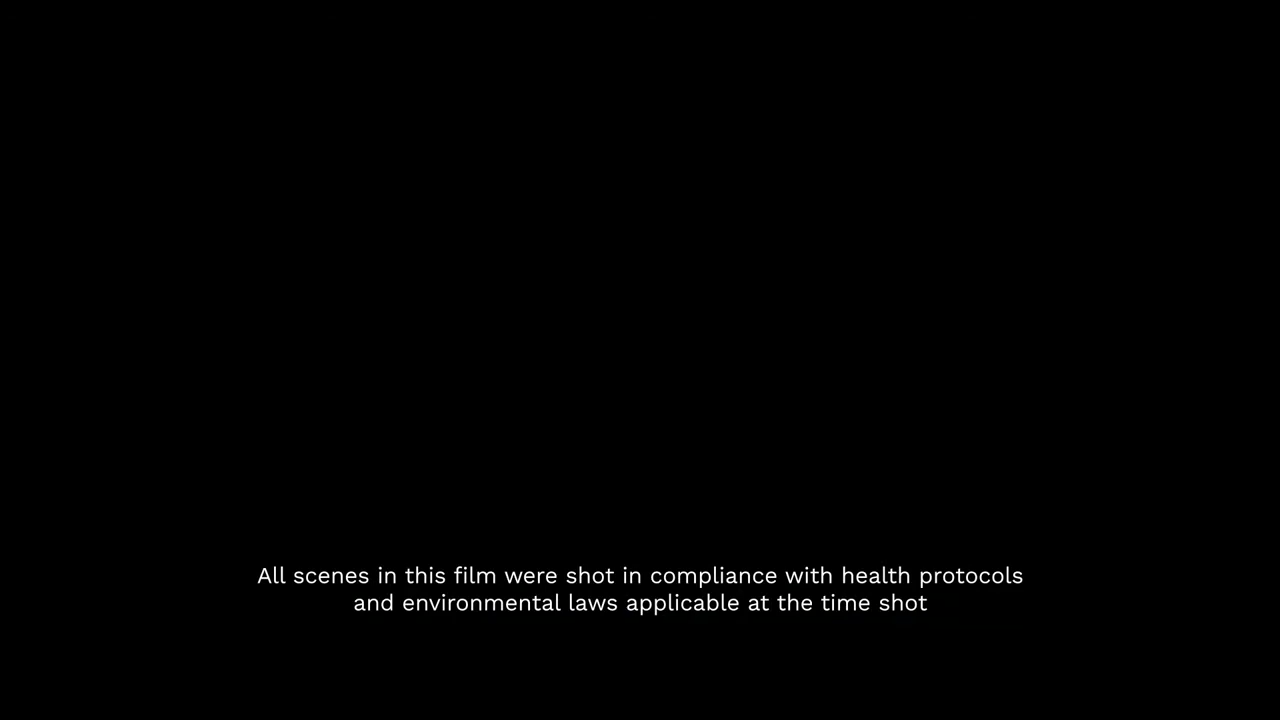 All scenes in this film were shot in compliance with health protocols
and environmental laws applicable at the time shot